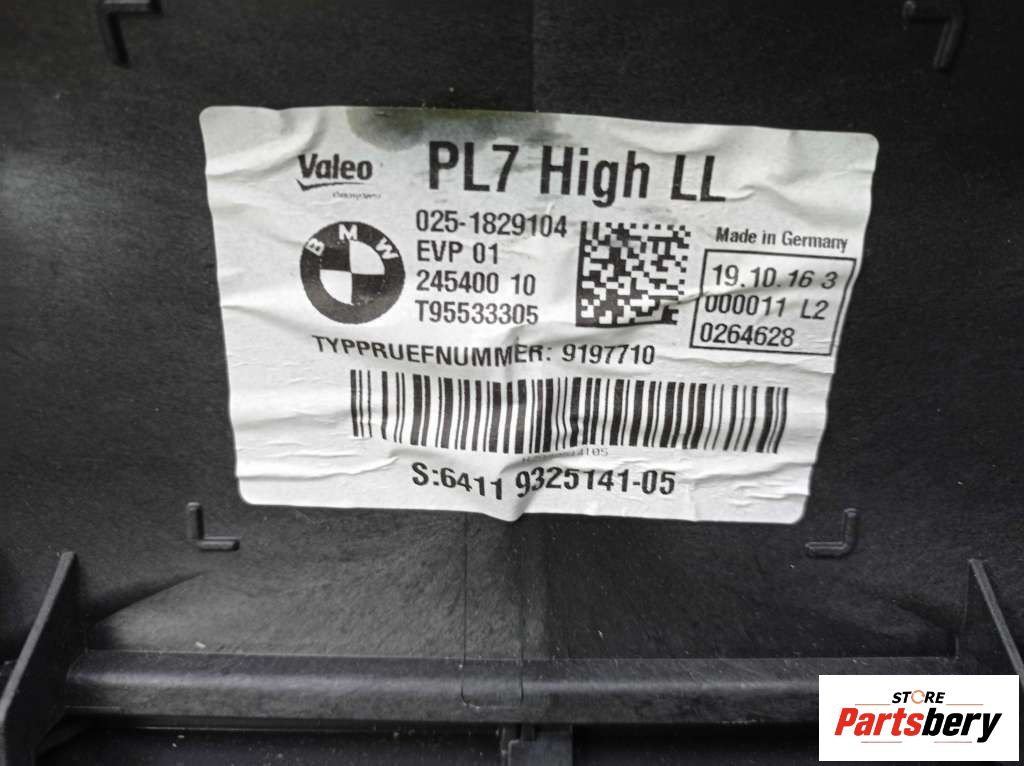 Valeo
PL7 High LL
BMW
025-1829104
EVP 01
245400 10
T95533305
Made in Germany
19.10.16 3
000011 L2
0264628
TYPPRUEFNUMMER: 9197710
S:6411 9325141-05
STORE
Partsbery